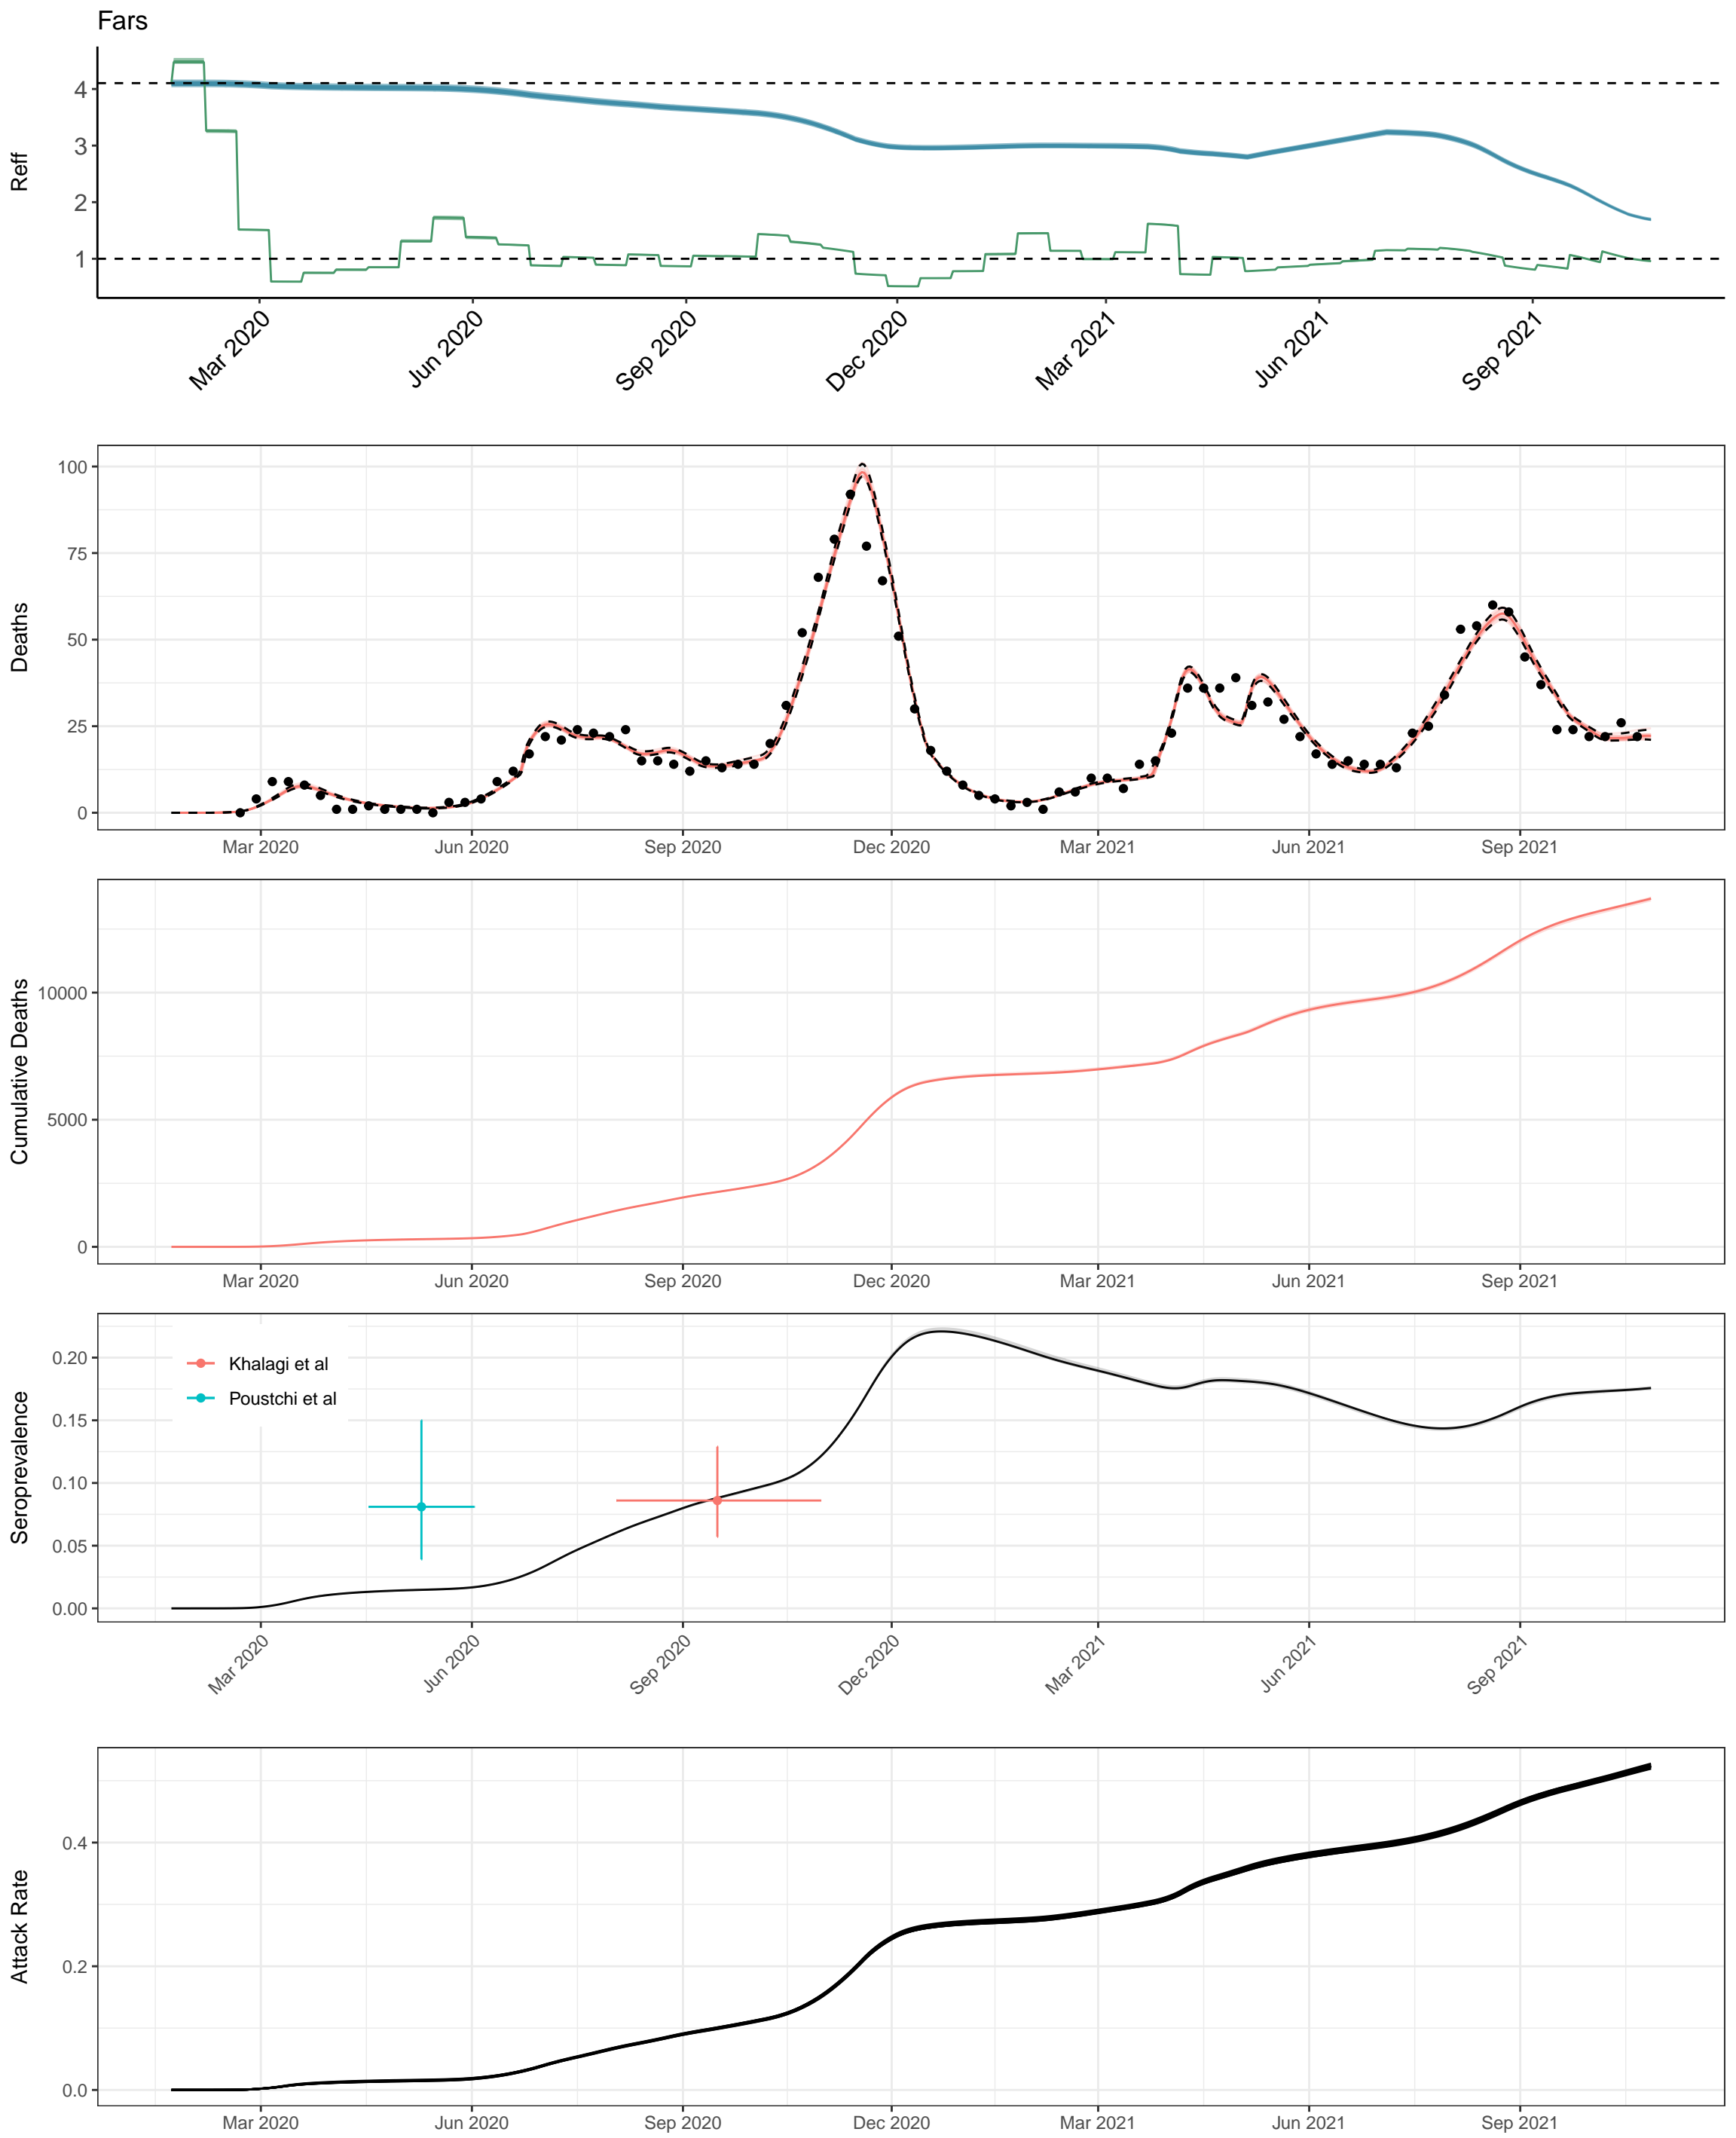 Fars
Reff
4
3
2
1
Mar 2020
Jun 2020
Sep 2020
Dec 2020
Mar 2021
Jun 2021
Sep 2021
Deaths
100
75
50
25
0
Mar 2020
Jun 2020
Sep 2020
Dec 2020
Mar 2021
Jun 2021
Sep 2021
Cumulative Deaths
10000
5000
0
Mar 2020
Jun 2020
Sep 2020
Dec 2020
Mar 2021
Jun 2021
Sep 2021
Seroprevalence
0.20
0.15
0.10
0.05
0.00
Khalagi et al
Poustchi et al
Mar 2020
Jun 2020
Sep 2020
Dec 2020
Mar 2021
Jun 2021
Sep 2021
Attack Rate
0.4
0.2
0.0
Mar 2020
Jun 2020
Sep 2020
Dec 2020
Mar 2021
Jun 2021
Sep 2021